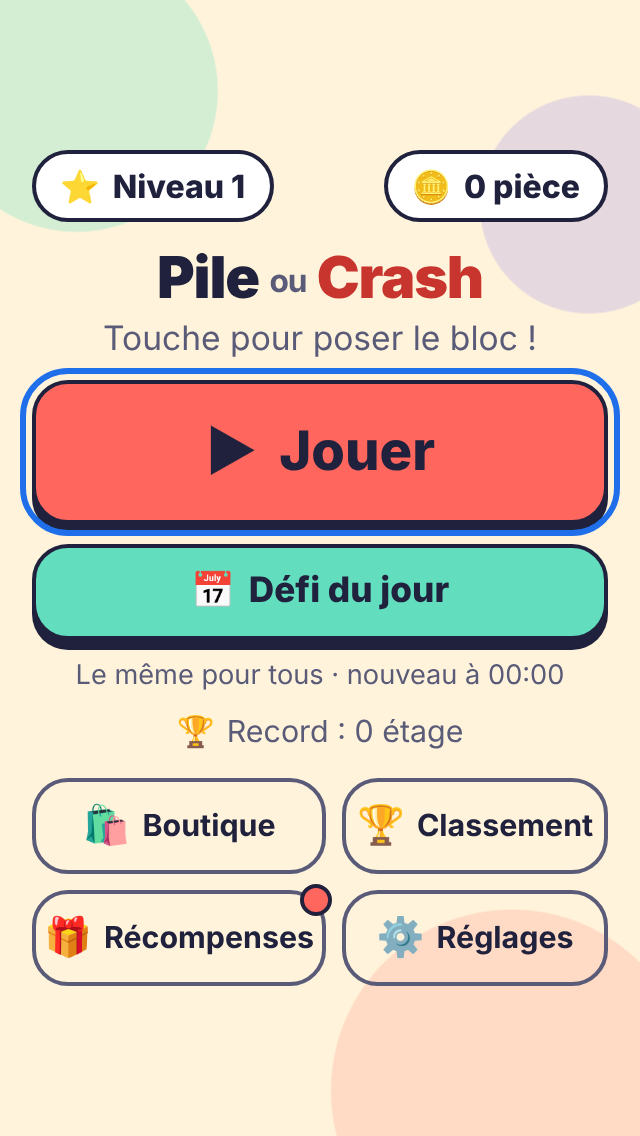 Niveau 1
0 pièce
Pile ou Crash
Touche pour poser le bloc !
Jouer
July
17
Défi du jour
Le même pour tous · nouveau à 00:00
Record : 0 étage
Boutique
Classement
Récompenses
Réglages